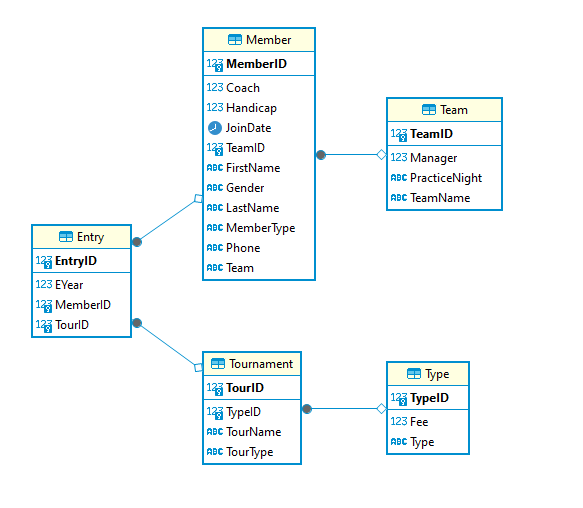 Member
123 MemberID
123 Coach
123 Handicap
JoinDate
123 TeamID
ABC FirstName
ABC Gender
ABC LastName
ABC MemberType
ABC Phone
ABC Team
Team
123 TeamID
123 Manager
ABC PracticeNight
ABC TeamName
Entry
123 EntryID
123 EYear
123 MemberID
123 TourID
Tournament
123 TourID
123 TypeID
ABC TourName
ABC TourType
Type
123 TypeID
123 Fee
ABC Type